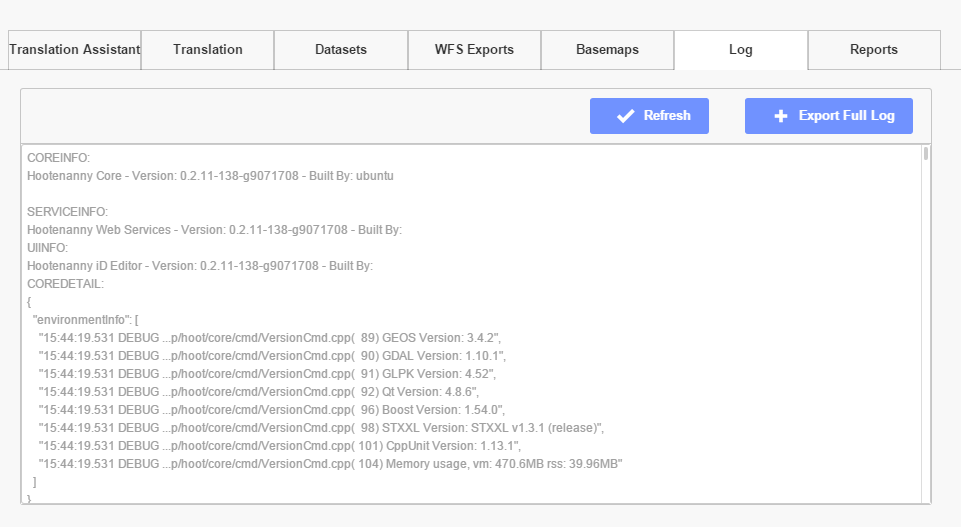 Translation Assistant Translation Datasets WFS Exports Basemaps Log Reports
Refresh Export Full Log
COREINFO:
Hootenanny Core - Version: 0.2.11-138-g9071708 - Built By: ubuntu
SERVICEINFO:
Hootenanny Web Services - Version: 0.2.11-138-g9071708 - Built By:
UIINFO:
Hootenanny iD Editor - Version: 0.2.11-138-g9071708 - Built By:
COREDETAIL:
{
"environmentInfo": [
"15:44:19.531 DEBUG ...p/hoot/core/cmd/VersionCmd.cpp(  89) GEOS Version: 3.4.2",
"15:44:19.531 DEBUG ...p/hoot/core/cmd/VersionCmd.cpp(  90) GDAL Version: 1.10.1",
"15:44:19.531 DEBUG ...p/hoot/core/cmd/VersionCmd.cpp(  91) GLPK Version: 4.52",
"15:44:19.531 DEBUG ...p/hoot/core/cmd/VersionCmd.cpp(  92) Qt Version: 4.8.6",
"15:44:19.531 DEBUG ...p/hoot/core/cmd/VersionCmd.cpp(  96) Boost Version: 1.54.0",
"15:44:19.531 DEBUG ...p/hoot/core/cmd/VersionCmd.cpp(  98) STXXL Version: STXXL v1.3.1 (release)",
"15:44:19.531 DEBUG ...p/hoot/core/cmd/VersionCmd.cpp( 101) CppUnit Version: 1.13.1",
"15:44:19.531 DEBUG ...p/hoot/core/cmd/VersionCmd.cpp( 104) Memory usage, vm: 470.6MB rss: 39.96MB"
]
}